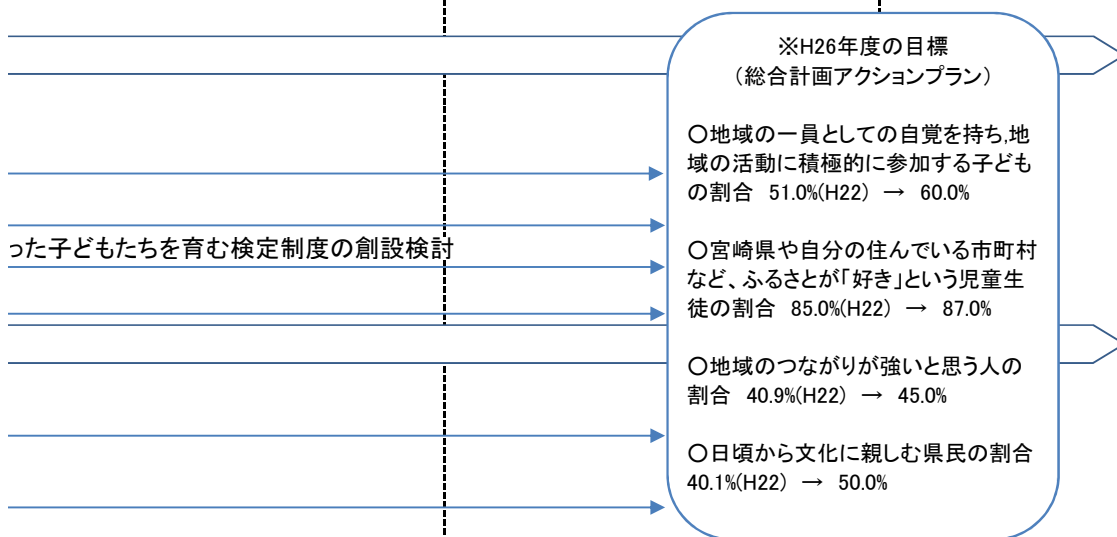 ※H26年度の目標
(総合計画アクションプラン)
〇地域の一員としての自覚を持ち,地
域の活動に積極的に参加する子ども
の割合 51.0%(H22) → 60.0%
った子どもたちを育む検定制度の創設検討
〇宮崎県や自分の住んでいる市町村
など、ふるさとが「好き」という児童生
徒の割合 85.0%(H22) → 87.0%
〇地域のつながりが強いと思う人の
割合 40.9%(H22) → 45.0%
〇日頃から文化に親しむ県民の割合
40.1%(H22) → 50.0%